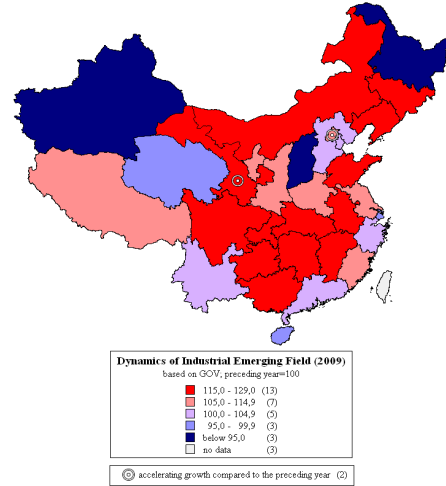 Dynamics of Industrial Emerging Field (2009)
based on GOV; preceding year=100
115,0 - 129,0 (13)
105,0 - 114,9 (7)
100,0 - 104,9 (5)
95,0 - 99,9 (3)
below 95,0 (3)
no data (3)
accelerating growth compared to the preceding year (2)